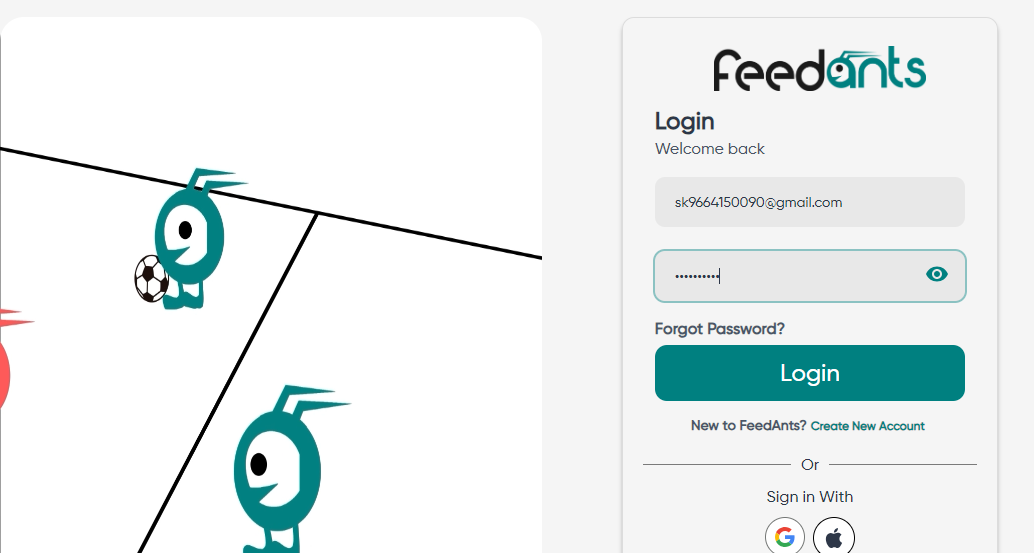 feedants
Login
Welcome back
sk9664150090@gmail.com
••••••••••
Forgot Password?
Login
New to FeedAnts? Create New Account
Or
Sign in With